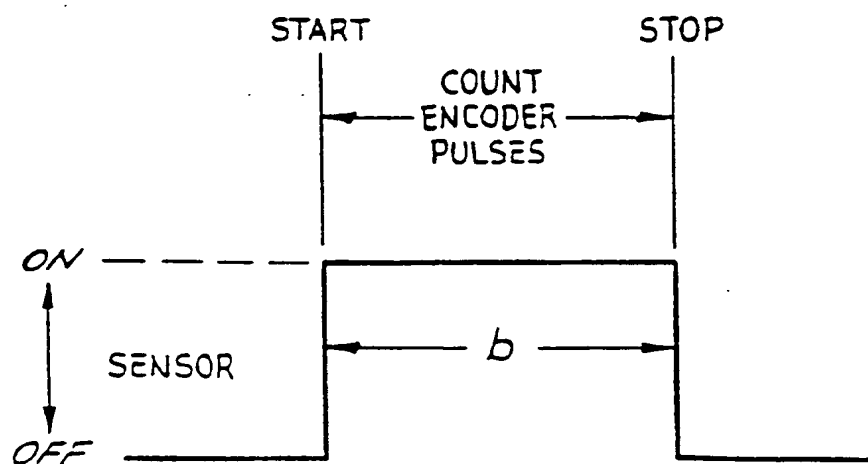 START
STOP
COUNT
ENCODER
PULSES
ON
b
SENSOR
OFF